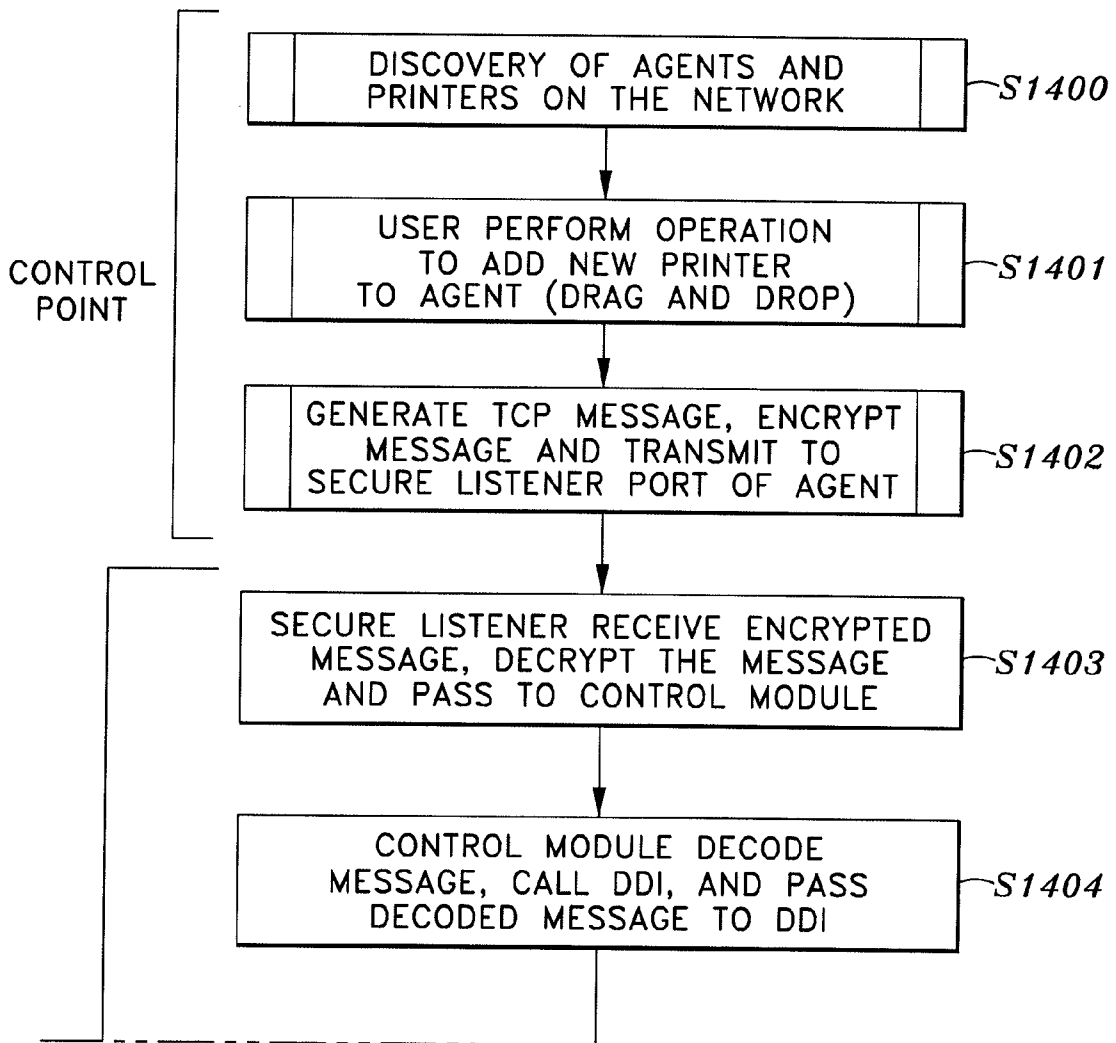 DISCOVERY OF AGENTS AND
PRINTERS ON THE NETWORK
S1400
USER PERFORM OPERATION
TO ADD NEW PRINTER
TO AGENT (DRAG AND DROP)
S1401
CONTROL
POINT
GENERATE TCP MESSAGE, ENCRYPT
MESSAGE AND TRANSMIT TO
SECURE LISTENER PORT OF AGENT
S1402
SECURE LISTENER RECEIVE ENCRYPTED
MESSAGE, DECRYPT THE MESSAGE
AND PASS TO CONTROL MODULE
S1403
CONTROL MODULE DECODE
MESSAGE, CALL DDI, AND PASS
DECODED MESSAGE TO DDI
S1404